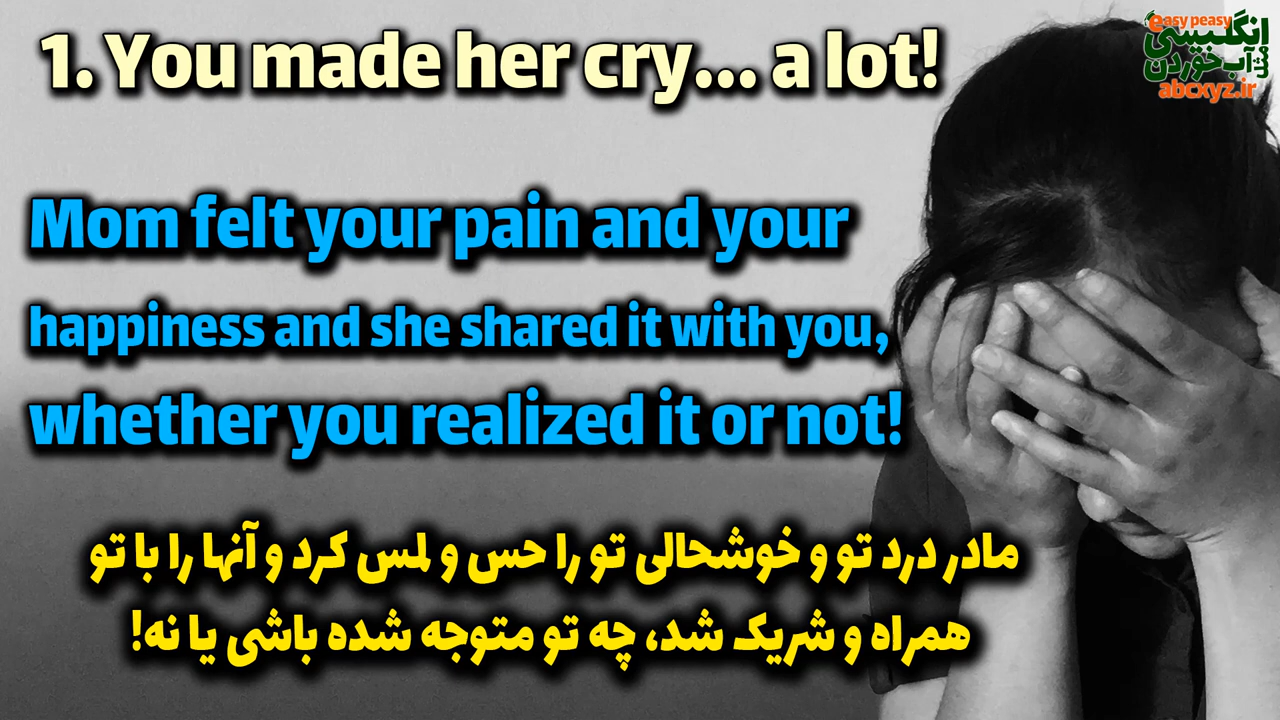 1. You made her cry... a lot!
easy peasy
انگلیسی
مثل آب خوردن
abcxyz.ir
Mom felt your pain and your
happiness and she shared it with you,
whether you realized it or not!
مادر درد تو و خوشحالی تو را حس و لمس کرد و آنها را با تو
همراه و شریک شد، چه تو متوجه شده باشی یا نه!